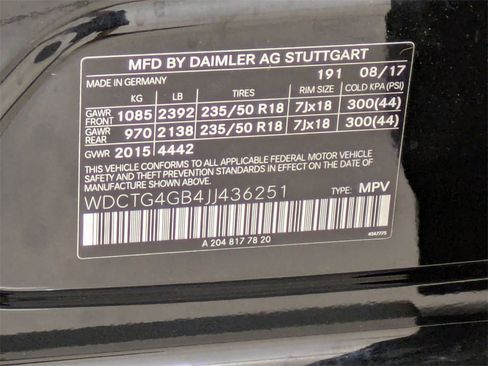 MFD BY DAIMLER AG STUTTGART
MADE IN GERMANY 191 08/17
KG LB TIRES RIM SIZE COLD KPA(PSI)
GAWR FRONT 1085 2392 235/50 R18 7Jx18 300(44)
GAWR REAR 970 2138 235/50 R18 7Jx18 300(44)
GVWR 2015 4442
THIS VEHICLE CONFORMS TO ALL APPLICABLE FEDERAL MOTOR VEHICLE
SAFETY AND THEFT PREVENTION STANDARDS IN EFFECT ON THE DATE
OF MANUFACTURE SHOWN ABOVE.
WDCTG4GB4JJ436251 TYPE: MPV
A 204 817 78 20